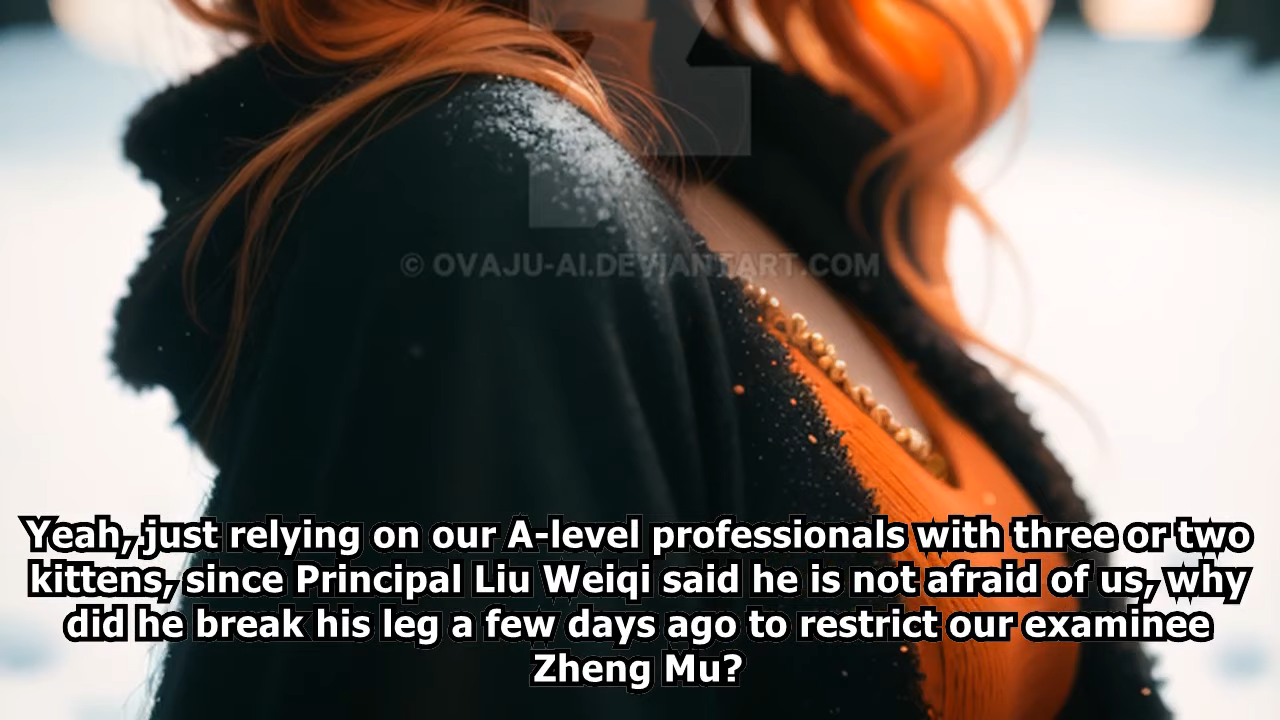 © OVAJU-AI.DEVIANTART.COM
Yeah, just relying on our A-level professionals with three or two
kittens, since Principal Liu Weiqi said he is not afraid of us, why
did he break his leg a few days ago to restrict our examinee
Zheng Mu?